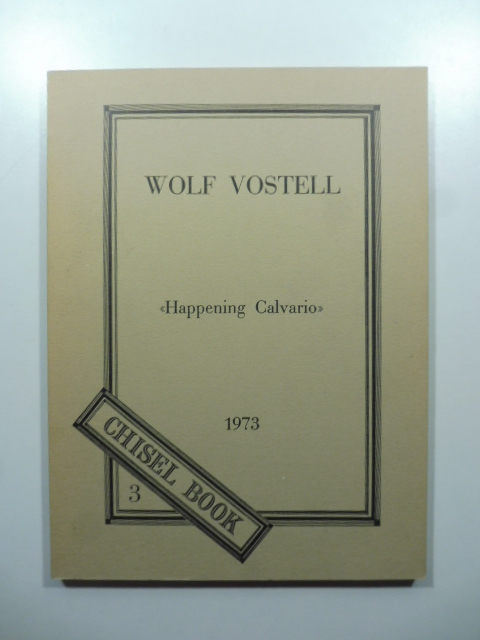 WOLF VOSTELL
«Happening Calvario»
1973
CHISEL BOOK
3